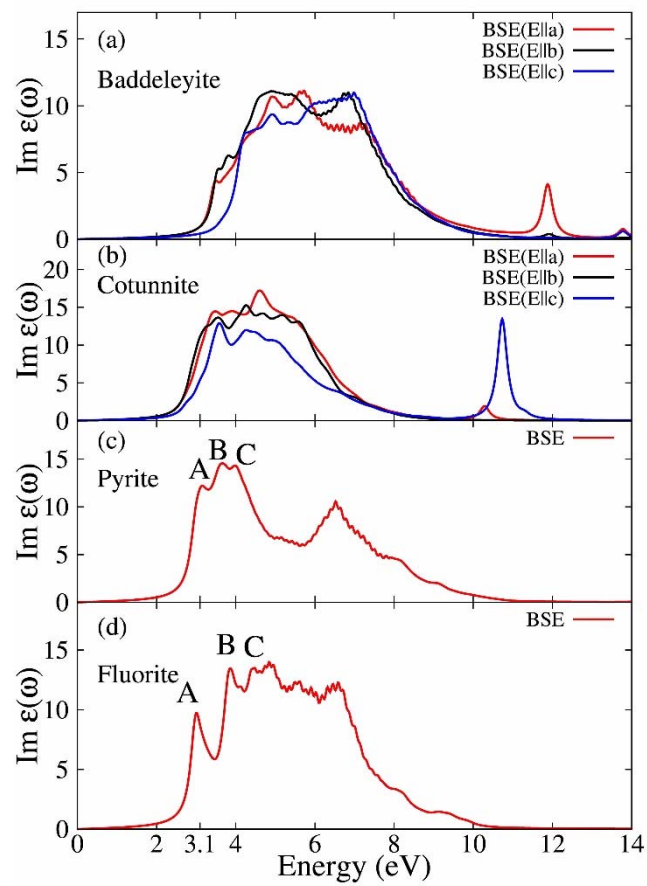 (a)
Baddeleyite
BSE(E||a)
BSE(E||b)
BSE(E||c)
Im ε(ω)
15
10
5
0
(b)
Cotunnite
BSE(E||a)
BSE(E||b)
BSE(E||c)
Im ε(ω)
20
15
10
5
0
(c)
Pyrite
A B C
BSE
Im ε(ω)
15
10
5
0
(d)
Fluorite
A B C
BSE
Im ε(ω)
15
10
5
0
0 2 3.1 4 6 8 10 12 14
Energy (eV)